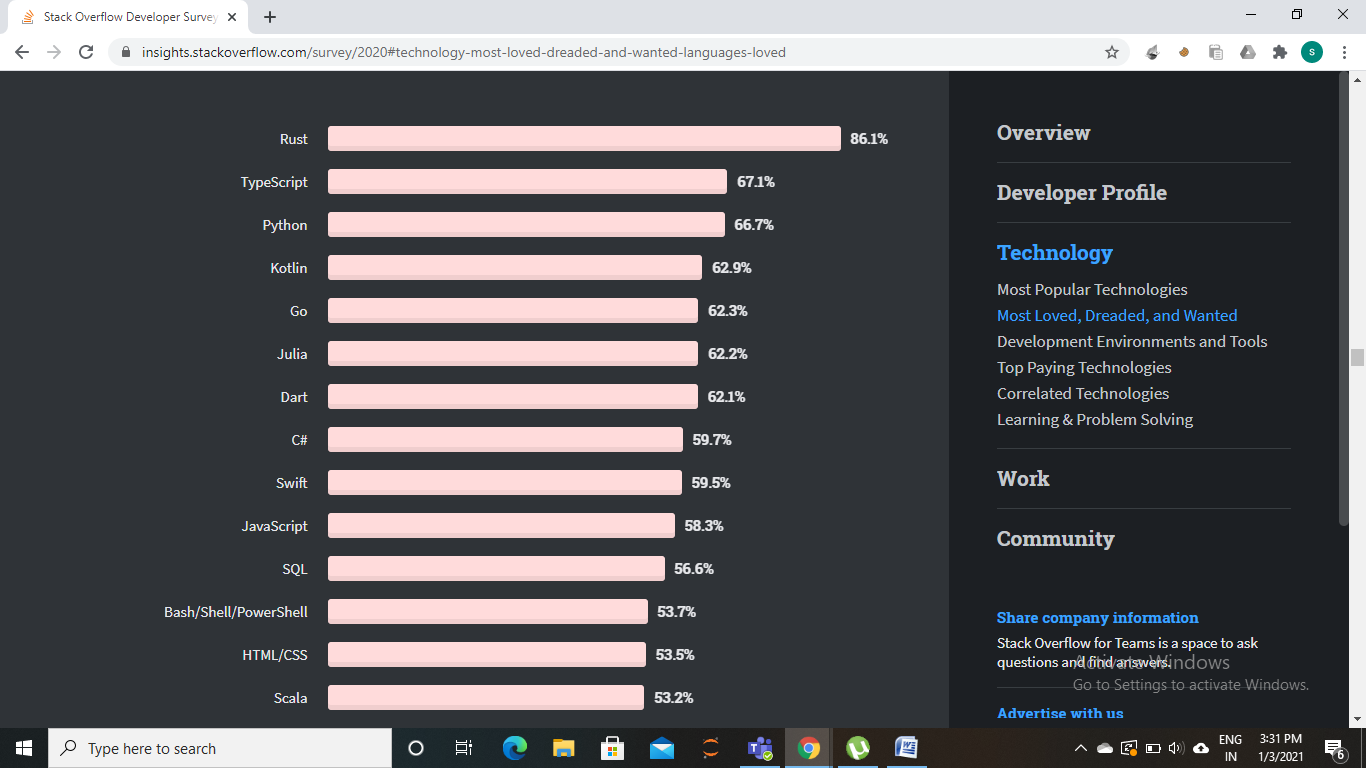 Stack Overflow Developer Survey
insights.stackoverflow.com/survey/2020#technology-most-loved-dreaded-and-wanted-languages-loved
S
Rust 86.1%
TypeScript 67.1%
Python 66.7%
Kotlin 62.9%
Go 62.3%
Julia 62.2%
Dart 62.1%
C# 59.7%
Swift 59.5%
JavaScript 58.3%
SQL 56.6%
Bash/Shell/PowerShell 53.7%
HTML/CSS 53.5%
Scala 53.2%
Overview
Developer Profile
Technology
Most Popular Technologies
Most Loved, Dreaded, and Wanted
Development Environments and Tools
Top Paying Technologies
Correlated Technologies
Learning & Problem Solving
Work
Community
Share company information
Stack Overflow for Teams is a space to ask
questions and find answers.
Activate Windows
Go to Settings to activate Windows.
Advertise with us
Type here to search
ENG
IN
3:31 PM
1/3/2021
6